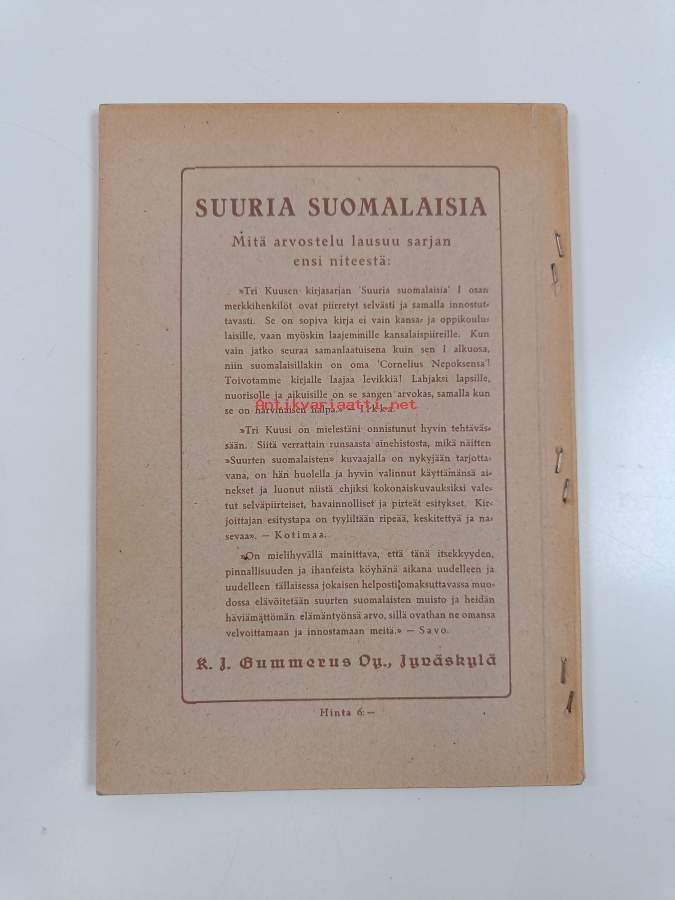 SUURIA SUOMALAISIA
Mitä arvostelu lausuu sarjan
ensi niteestä:
»Tri Kuusen kirjasarjan 'Suuria suomalaisia' I osan
merkkihenkilöt ovat piirretyt selvästi ja samalla innostut-
tavasti. Se on sopiva kirja ei vain kansa- ja oppikoulu-
laisille, vaan myöskin laajemmille kansalaispiireille. Kun
vain jatko seuraa samanlaatuisena kuin sen I alkuosa,
niin suomalaisillakin on oma 'Cornelius Nepoksensa'!
Toivotamme kirjalle laajaa levikkiä! Lahjaksi lapsille,
nuorisolle ja aikuisille on se sangen arvokas, samalla kun
Antikvariaatti.net
se on harvinaisen halpa.» —
»Tri Kuusi on mielestäni onnistunut hyvin tehtäväs-
sään. Siitä verrattain runsaasta ainehistosta, mikä näitten
»Suurten suomalaisten» kuvaajalla on nykyjään tarjotta-
vana, on hän huolella ja hyvin valinnut käyttämänsä ai-
nekset ja luonut niistä ehjiksi kokonaiskuvauksiksi vale-
tut selväpiirteiset, havainnolliset ja pirteät esitykset. Kir-
joittajan esitystapa on tyyliltään ripeää, keskitettyä ja na-
sevaa». — Kotimaa.
»On mielihyvällä mainittava, että tänä itsekkyyden,
pinnallisuuden ja ihanteista köyhänä aikana uudelleen ja
uudelleen tällaisessa jokaisen helposti omaksuttavassa muo-
dossa elävöitetään suurten suomalaisten muisto ja heidän
häviämättömän elämäntyönsä arvo, sillä ovathan ne omansa
velvoittamaan ja innostamaan meitä.» — Savo.
K. J. Gummerus Oy., Jyväskylä
Hinta 6:—